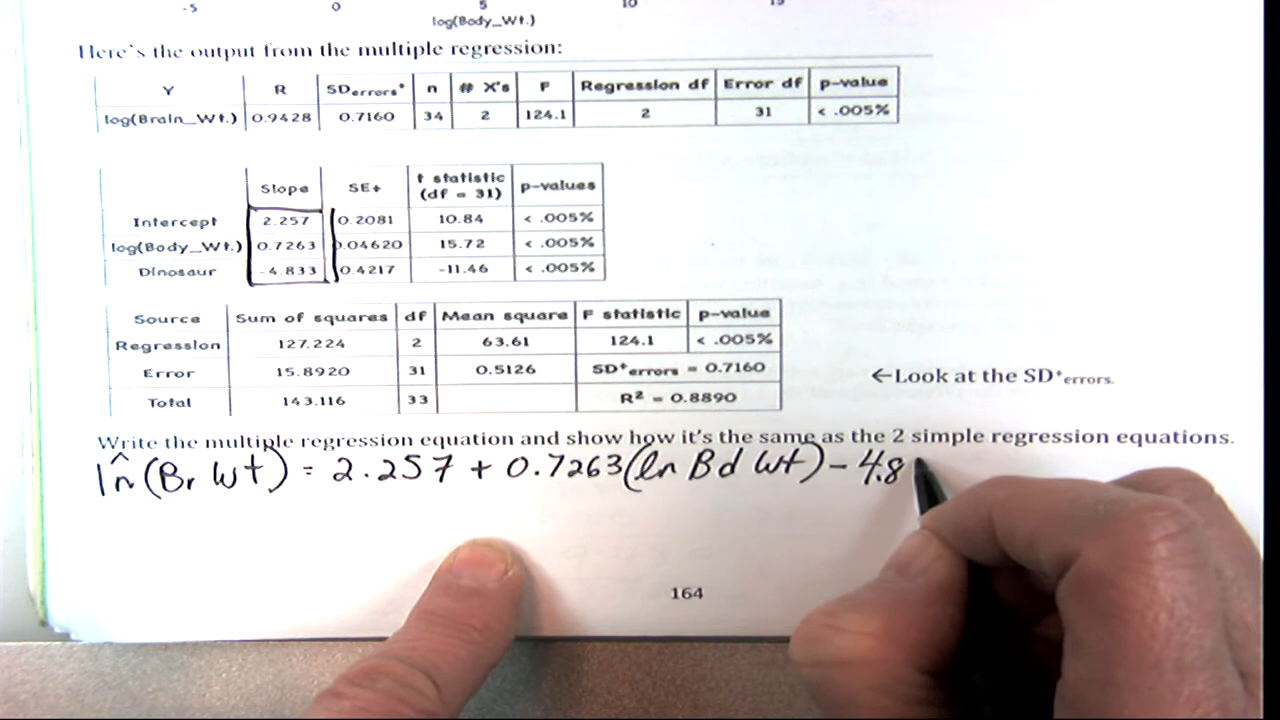 -5 0 5 10 15
log(Body_Wt.)
Here's the output from the multiple regression:
Y R SDerrors+ n # X's F Regression df Error df p-value
log(Brain_Wt.) 0.9428 0.7160 34 2 124.1 2 31 < .005%
Slope SE+ t statistic (df = 31) p-values
Intercept 2.257 0.2081 10.84 < .005%
log(Body_Wt.) 0.7263 0.04620 15.72 < .005%
Dinosaur -4.833 0.4217 -11.46 < .005%
Source Sum of squares df Mean square F statistic p-value
Regression 127.224 2 63.61 124.1 < .005%
Error 15.8920 31 0.5126 SD+errors = 0.7160
Total 143.116 33 R² = 0.8890
←Look at the SD+errors.
Write the multiple regression equation and show how it's the same as the 2 simple regression equations.
ln^(Br Wt) = 2.257 + 0.7263(ln Bd Wt) - 4.8
164